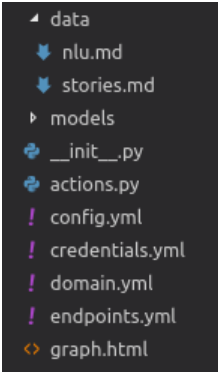 data
nlu.md
stories.md
models
__init__.py
actions.py
config.yml
credentials.yml
domain.yml
endpoints.yml
graph.html